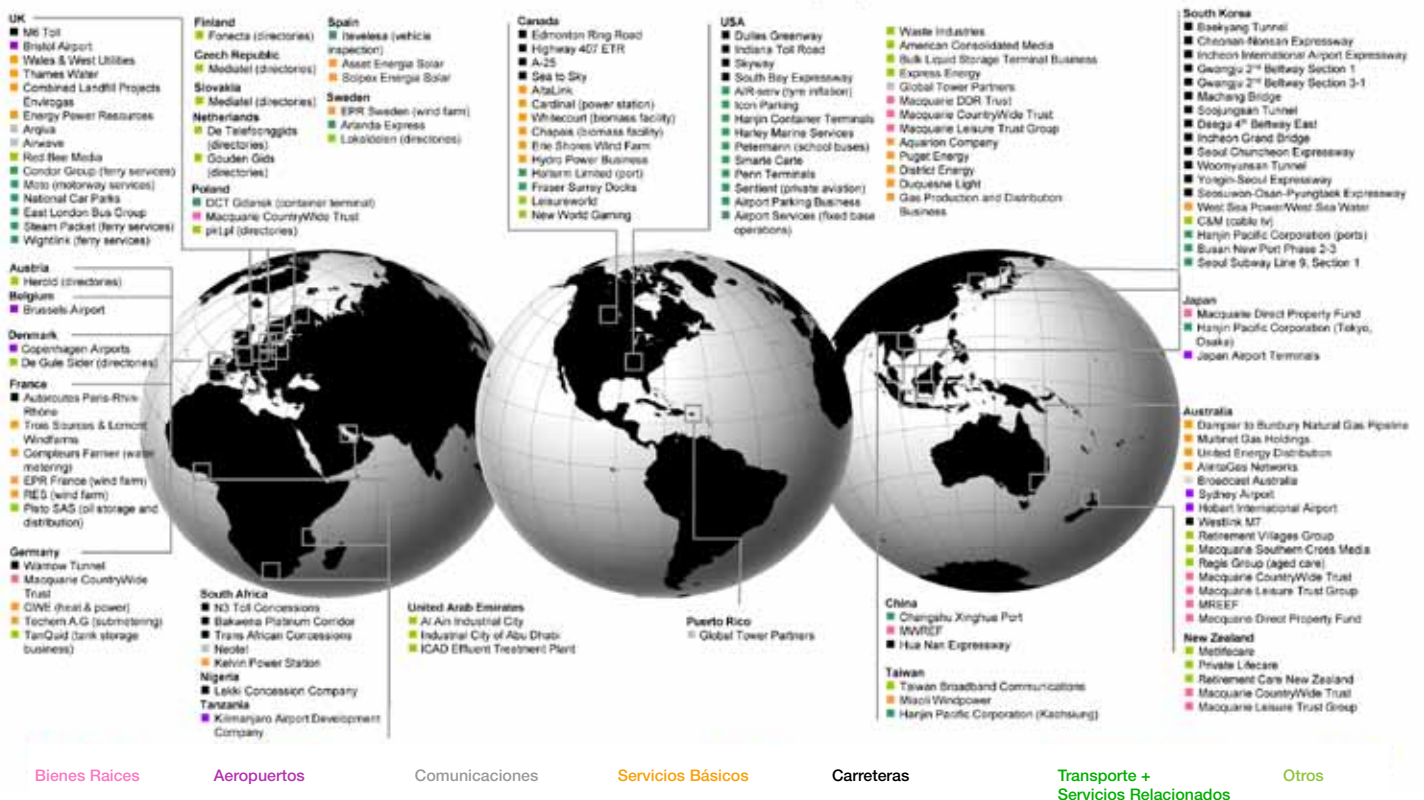 UK
M6 Toll
Bristol Airport
Wales & West Utilities
Thames Water
Combined Landfill Projects
Envirogas
Energy Power Resources
Arqiva
Airwave
Red Bee Media
Condor Group (ferry services)
Moto (motorway services)
National Car Parks
East London Bus Group
Steam Packet (ferry services)
Wightlink (ferry services)
Austria
Herold (directories)
Belgium
Brussels Airport
Denmark
Copenhagen Airports
De Gule Sider (directories)
France
Autoroutes Paris-Rhin-
Rhône
Trois Sources & Lomont
Windfarms
Compteurs Farnier (water
metering)
EPR France (wind farm)
RES (wind farm)
Pisto SAS (oil storage and
distribution)
Germany
Warnow Tunnel
Macquarie CountryWide
Trust
(heat & power)
Techem A.G (submetering)
TanQuid (tank storage
business)
Finland
Fonecta (directories)
Czech Republic
Mediatel (directories)
Slovakia
Mediatel (directories)
Netherlands
De Telefoongids
(directories)
Gouden Gids
(directories)
Poland
DCT Gdansk (container terminal)
Macquarie CountryWide Trust
pkt.pl (directories)
Spain
Itevelesa (vehicle
inspection)
Asset Energia Solar
Solpex Energia Solar
Sweden
EPR Sweden (wind farm)
Arlanda Express
Lokaldelen (directories)
Canada
Edmonton Ring Road
Highway 407 ETR
A-25
Sea to Sky
AltaLink
Cardinal (power station)
Whitecourt (biomass facility)
Chapais (biomass facility)
Erie Shores Wind Farm
Hydro Power Business
Halterm Limited (port)
Fraser Surrey Docks
Leisureworld
New World Gaming
USA
Dulles Greenway
Indiana Toll Road
Skyway
South Bay Expressway
AIR-serv (tyre inflation)
Icon Parking
Hanjin Container Terminals
Harley Marine Services
Petermann (school buses)
Smarte Carte
Penn Terminals
Sentient (private aviation)
Airport Parking Business
Airport Services (fixed base
operations)
Waste Industries
American Consolidated Media
Bulk Liquid Storage Terminal Business
Express Energy
Global Tower Partners
Macquarie DDR Trust
Macquarie CountryWide Trust
Macquarie Leisure Trust Group
Aquarion Company
Puget Energy
District Energy
Duquesne Light
Gas Production and Distribution
Business
South Korea
Baekyang Tunnel
Cheonan-Nonsan Expressway
Incheon International Airport Expressway
Gwangju 2nd Beltway Section 1
Gwangju 2nd Beltway Section 3-1
Machang Bridge
Soojungsan Tunnel
Daegu 4th Beltway East
Incheon Grand Bridge
Seoul Chuncheon Expressway
Woomyunsan Tunnel
Yongin-Seoul Expressway
Seosuwon-Osan-Pyungtaek Expressway
West Sea Power/West Sea Water
C&M (cable tv)
Hanjin Pacific Corporation (ports)
Busan New Port Phase 2-3
Seoul Subway Line 9, Section 1
Japan
Macquarie Direct Property Fund
Hanjin Pacific Corporation (Tokyo,
Osaka)
Japan Airport Terminals
Australia
Dampier to Bunbury Natural Gas Pipeline
Multinet Gas Holdings
United Energy Distribution
AlintaGas Networks
Broadcast Australia
Sydney Airport
Hobart International Airport
Westlink M7
Retirement Villages Group
Macquarie Southern Cross Media
Regis Group (aged care)
Macquarie CountryWide Trust
Macquarie Leisure Trust Group
MREEF
Macquarie Direct Property Fund
New Zealand
Metlifecare
Private Lifecare
Retirement Care New Zealand
Macquarie CountryWide Trust
Macquarie Leisure Trust Group
South Africa
N3 Toll Concessions
Bakwena Platinum Corridor
Trans African Concessions
Neotel
Kelvin Power Station
Nigeria
Lekki Concession Company
Tanzania
Kilimanjaro Airport Development
Company
United Arab Emirates
Al Ain Industrial City
Industrial City of Abu Dhabi
ICAD Effluent Treatment Plant
Puerto Rico
Global Tower Partners
China
Changshu Xinghua Port
MWREF
Hua Nan Expressway
Taiwan
Taiwan Broadband Communications
Miaoli Windpower
Hanjin Pacific Corporation (Kaohsiung)
Bienes Raices
Aeropuertos
Comunicaciones
Servicios Básicos
Carreteras
Transporte +
Servicios Relacionados
Otros